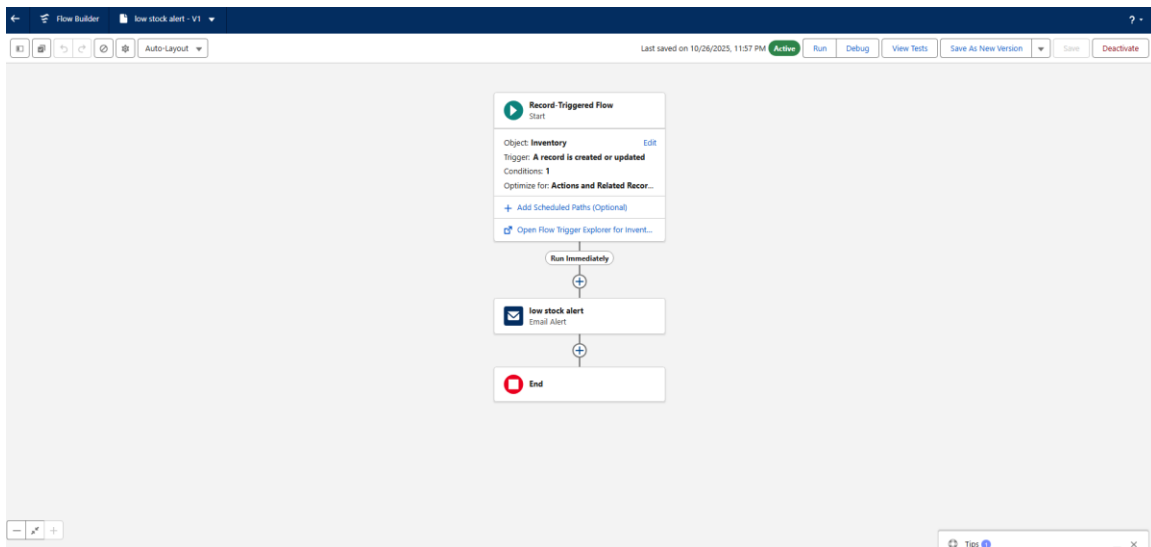 Flow Builder
low stock alert - V1
?
Auto-Layout
Last saved on 10/26/2025, 11:57 PM
Active
Run
Debug
View Tests
Save As New Version
Save
Deactivate
Record-Triggered Flow
Start
Object: Inventory
Edit
Trigger: A record is created or updated
Conditions: 1
Optimize for: Actions and Related Recor...
+ Add Scheduled Paths (Optional)
Open Flow Trigger Explorer for Invent...
Run Immediately
low stock alert
Email Alert
End
Tips 1